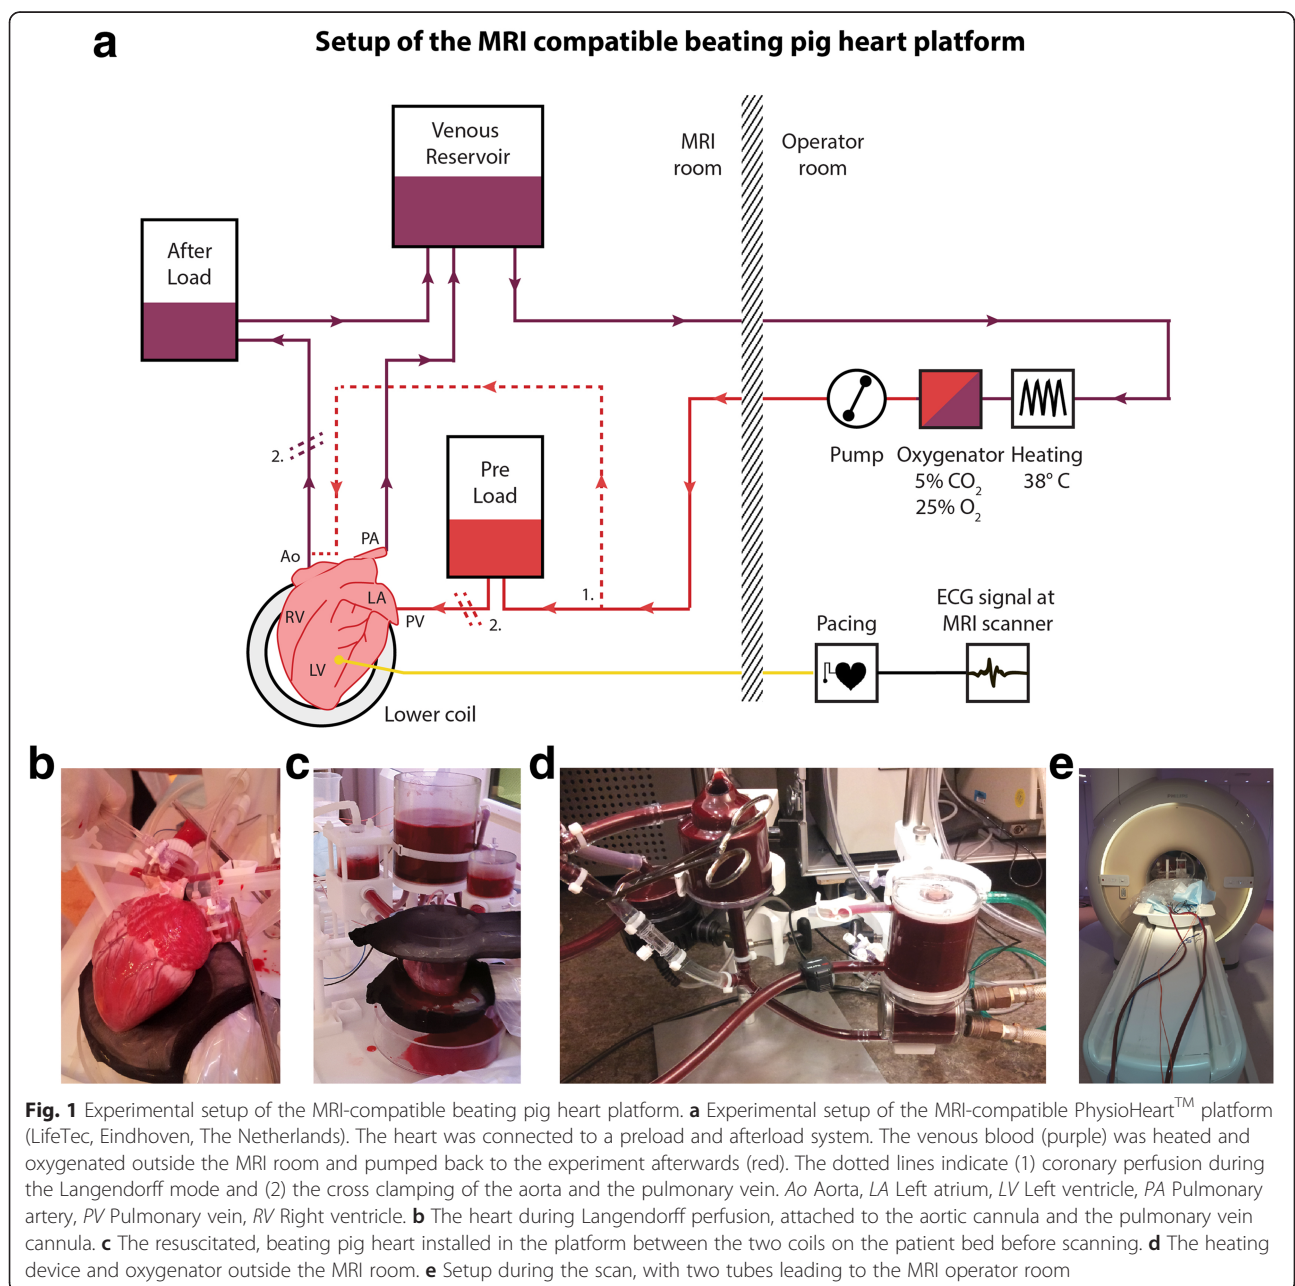 a
Setup of the MRI compatible beating pig heart platform
Venous
Reservoir
MRI
room
Operator
room
After
Load
Pump
Oxygenator
5% CO2
25% O2
Heating
38° C
2.
Pre
Load
Ao
PA
LA
RV
PV
LV
1.
2.
Lower coil
Pacing
ECG signal at
MRI scanner
b
c
d
e
Fig. 1 Experimental setup of the MRI-compatible beating pig heart platform. a Experimental setup of the MRI-compatible PhysioHeart™ platform
(LifeTec, Eindhoven, The Netherlands). The heart was connected to a preload and afterload system. The venous blood (purple) was heated and
oxygenated outside the MRI room and pumped back to the experiment afterwards (red). The dotted lines indicate (1) coronary perfusion during
the Langendorff mode and (2) the cross clamping of the aorta and the pulmonary vein. Ao Aorta, LA Left atrium, LV Left ventricle, PA Pulmonary
artery, PV Pulmonary vein, RV Right ventricle. b The heart during Langendorff perfusion, attached to the aortic cannula and the pulmonary vein
cannula. c The resuscitated, beating pig heart installed in the platform between the two coils on the patient bed before scanning. d The heating
device and oxygenator outside the MRI room. e Setup during the scan, with two tubes leading to the MRI operator room